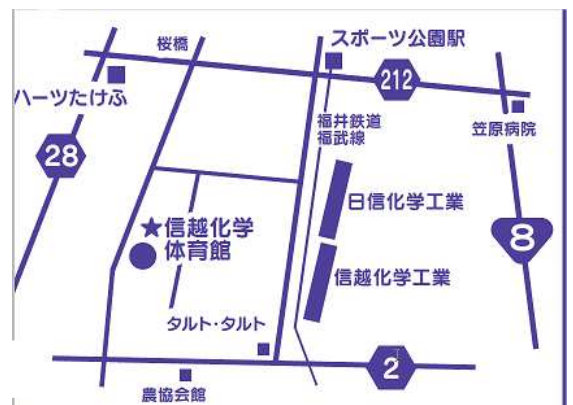 スポーツ公園駅
桜橋
212
ハーツたけふ
福井鉄道
福武線
笠原病院
28
日信化学工業
★信越化学
体育館
8
信越化学工業
タルト・タルト
2
農協会館